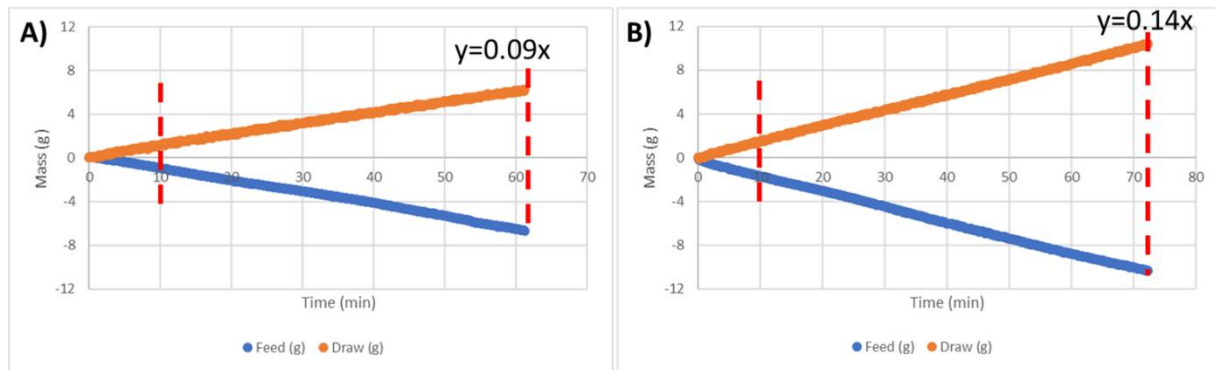 A)
y=0.09x
12
8
4
0
-4
-8
-12
0 10 20 30 40 50 60 70
Mass (g)
Time (min)
Feed (g) Draw (g)
B)
y=0.14x
12
8
4
0
-4
-8
-12
0 10 20 30 40 50 60 70 80
Mass (g )
Time (min)
Feed (g) Draw (g)